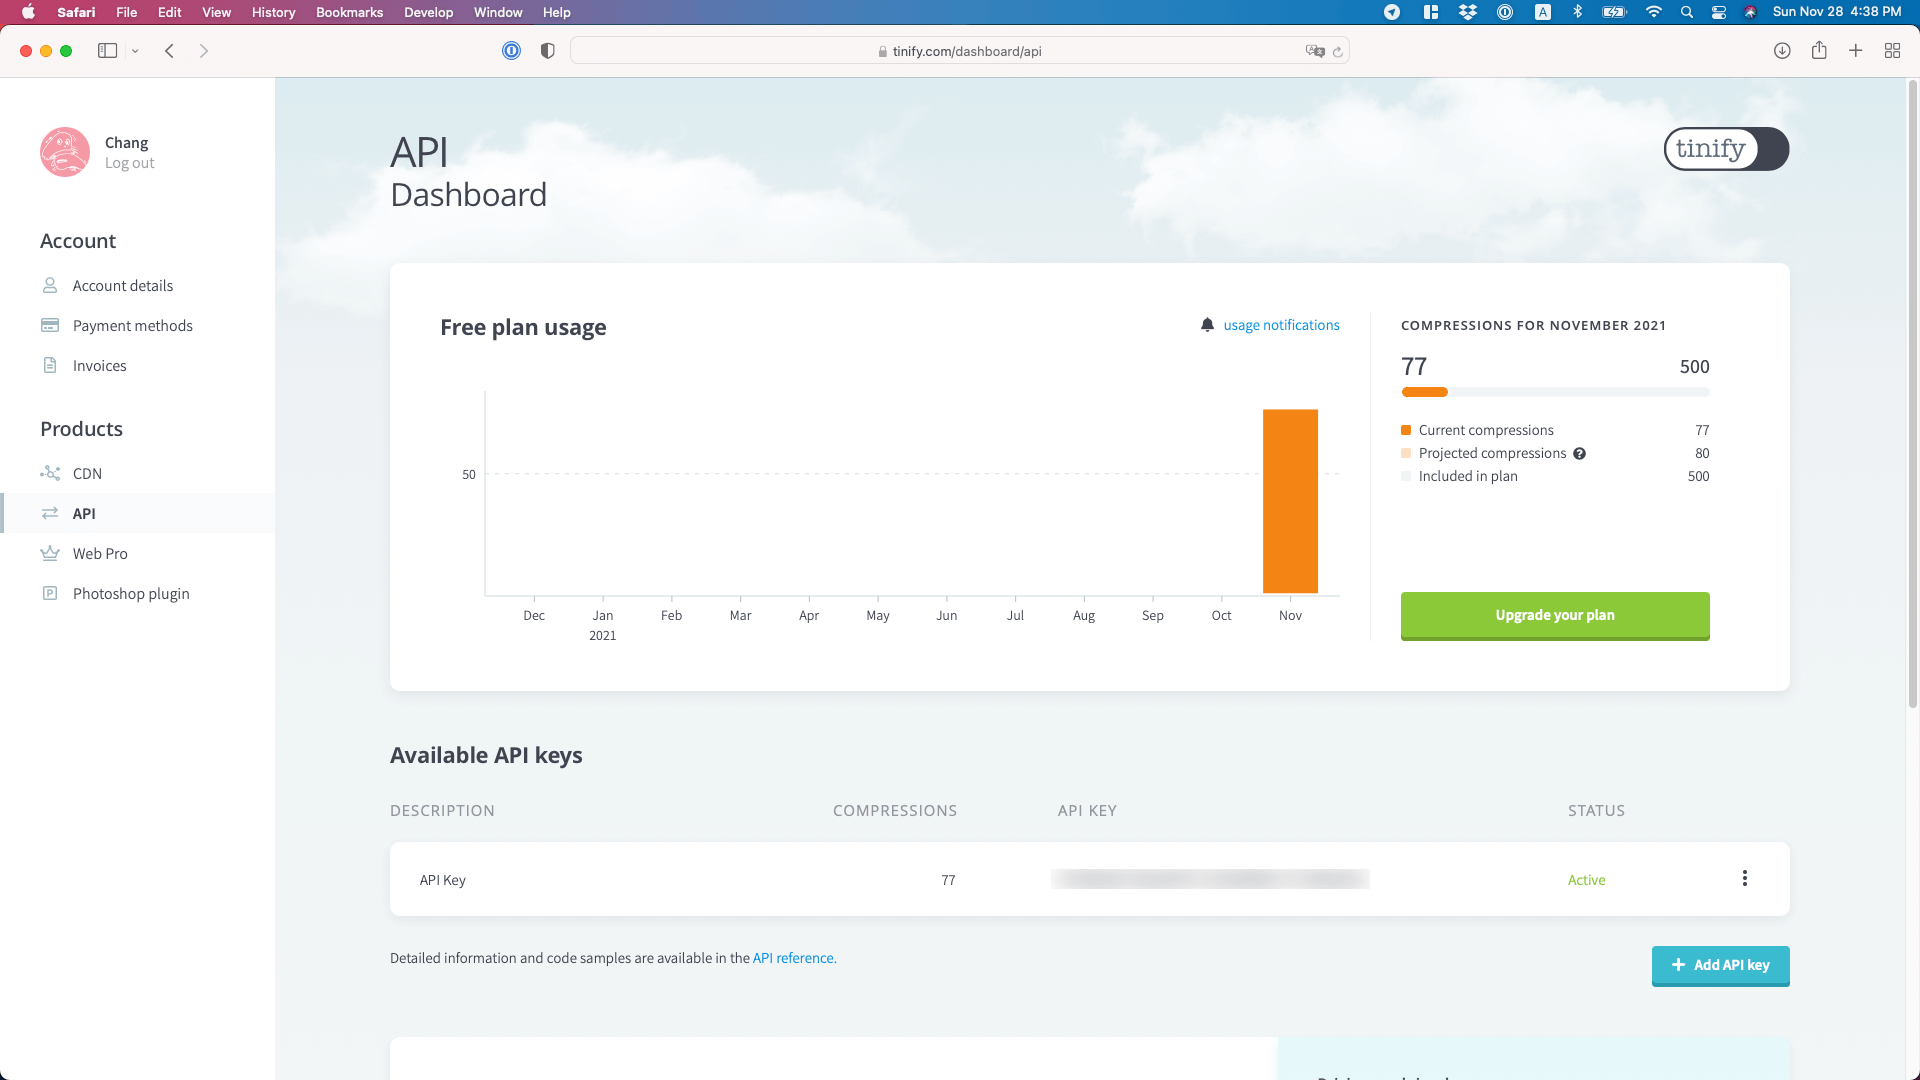 Safari File Edit View History Bookmarks Develop Window Help
A
Sun Nov 28 4:38 PM
tinify.com/dashboard/api
Chang
Log out
Account
Account details
Payment methods
Invoices
Products
CDN
API
Web Pro
P Photoshop plugin
API
Dashboard
tinify
Free plan usage
usage notifications
50
Dec Jan Feb Mar Apr May Jun Jul Aug Sep Oct Nov
2021
COMPRESSIONS FOR NOVEMBER 2021
77 500
Current compressions 77
Projected compressions ? 80
Included in plan 500
Upgrade your plan
Available API keys
DESCRIPTION COMPRESSIONS API KEY STATUS
API Key 77 Active
Detailed information and code samples are available in the API reference.
+ Add API key